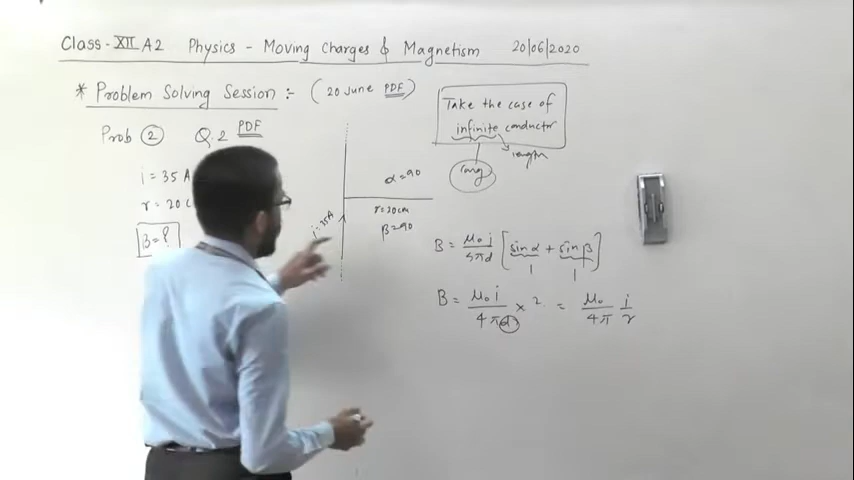 Class - XII A2 Physics - Moving Charges & Magnetism 20/06/2020
* Problem Solving Session :- (20 June PDF)
Prob ② Q.2 PDF
i = 35 A
r = 20 c
B = ?
i=35A
α=90
r=20cm
β=90
Take the case of
infinite conductor
length
long
B = μ₀ i / 4πd [sin α + sin β]
1 1
B = μ₀ i / 4πd × 2 = μ₀ / 4π i / r